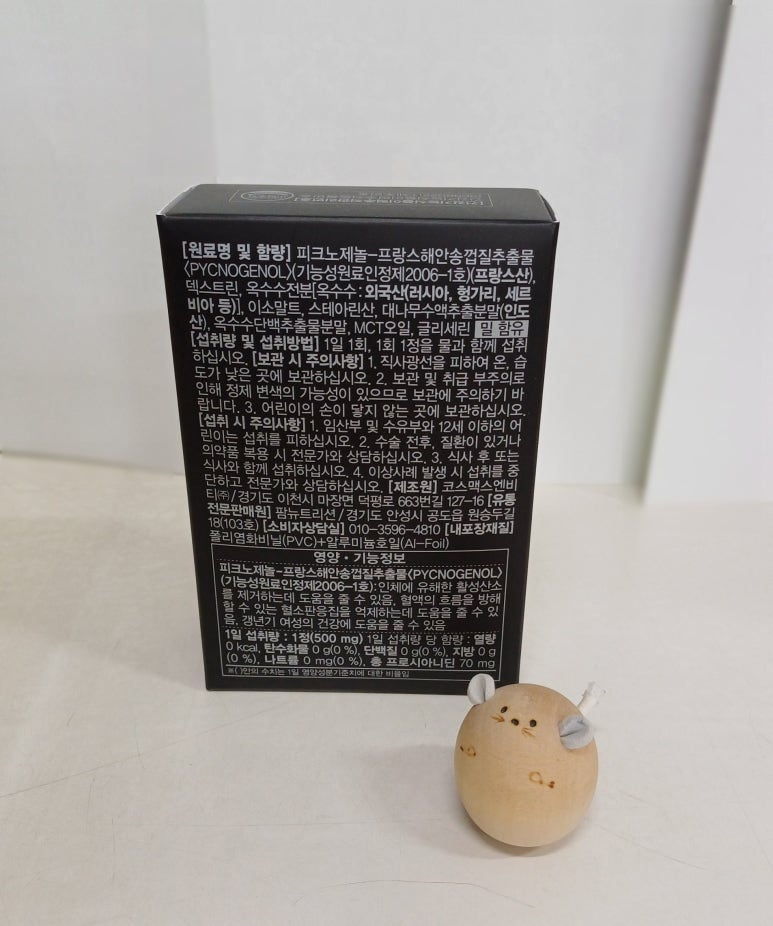 [원료명 및 함량] 피크노제놀-프랑스해안송껍질추출물
〈PYCNOGENOL〉(기능성원료인정제2006-1호)(프랑스산),
덱스트린, 옥수수전분[옥수수 : 외국산(러시아, 헝가리, 세르
비아 등)], 이소말트, 스테아린산, 대나무수액추출분말(인도
산), 옥수수단백추출물분말, MCT오일, 글리세린 밀 함유
[섭취량 및 섭취방법] 1일 1회, 1회 1정을 물과 함께 섭취
하십시오. [보관 시 주의사항] 1. 직사광선을 피하여 온, 습
도가 낮은 곳에 보관하십시오. 2. 보관 및 취급 부주의로
인해 정제 변색의 가능성이 있으므로 보관에 주의하기 바
랍니다. 3. 어린이의 손이 닿지 않는 곳에 보관하십시오.
[섭취 시 주의사항] 1. 임산부 및 수유부와 12세 이하의 어
린이는 섭취를 피하십시오. 2. 수술 전후, 질환이 있거나
의약품 복용 시 전문가와 상담하십시오. 3. 식사 후 또는
식사와 함께 섭취하십시오. 4. 이상사례 발생 시 섭취를 중
단하고 전문가와 상담하십시오. [제조원] 코스맥스엔비
티㈜/경기도 이천시 마장면 덕평로 663번길 127-16 [유통
전문판매원] 팜뉴트리션/경기도 안성시 공도읍 원승두길
18(103호) [소비자상담실] 010-3596-4810 [내포장재질]
폴리염화비닐(PVC)+알루미늄호일(Al-Foil)
영양·기능정보
피크노제놀-프랑스해안송껍질추출물〈PYCNOGENOL〉
(기능성원료인정제2006-1호):인체에 유해한 활성산소
를 제거하는데 도움을 줄 수 있음, 혈액의 흐름을 방해
할 수 있는 혈소판응집을 억제하는데 도움을 줄 수 있
음, 갱년기 여성의 건강에 도움을 줄 수 있음
1일 섭취량 : 1정(500 mg) 1일 섭취량 당 함량 : 열량
0 kcal, 탄수화물 0 g(0 %), 단백질 0 g(0 %), 지방 0 g
(0 %), 나트륨 0 mg(0 %), 총 프로시아니딘 70 mg
※( )안의 수치는 1일 영양성분기준치에 대한 비율임